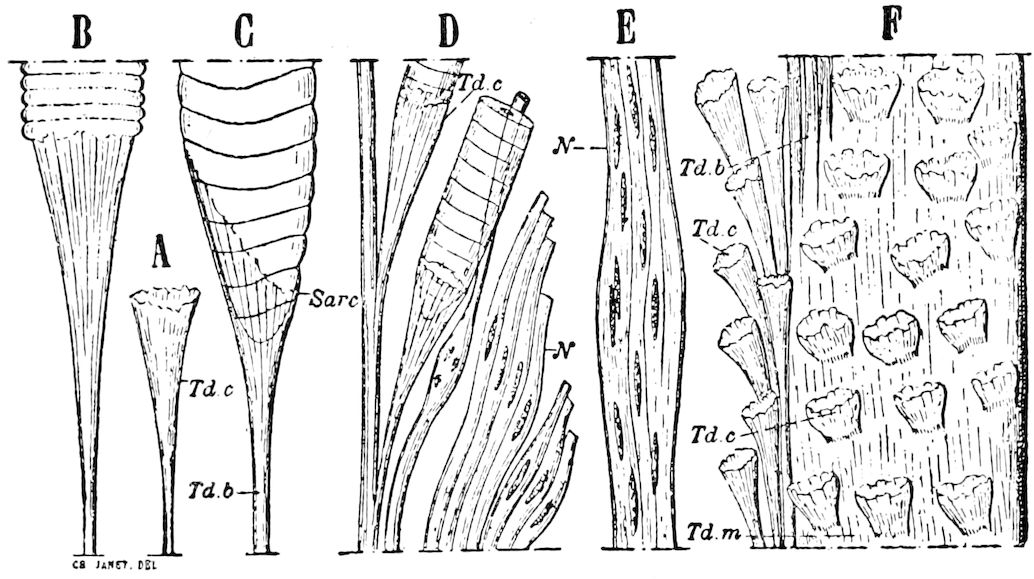 B C D E F
Td.c
N
Td.b
A
Td.c
Sarc
N
Td.c
Td.b
Td.c
Td.m
CH JANET. DEL